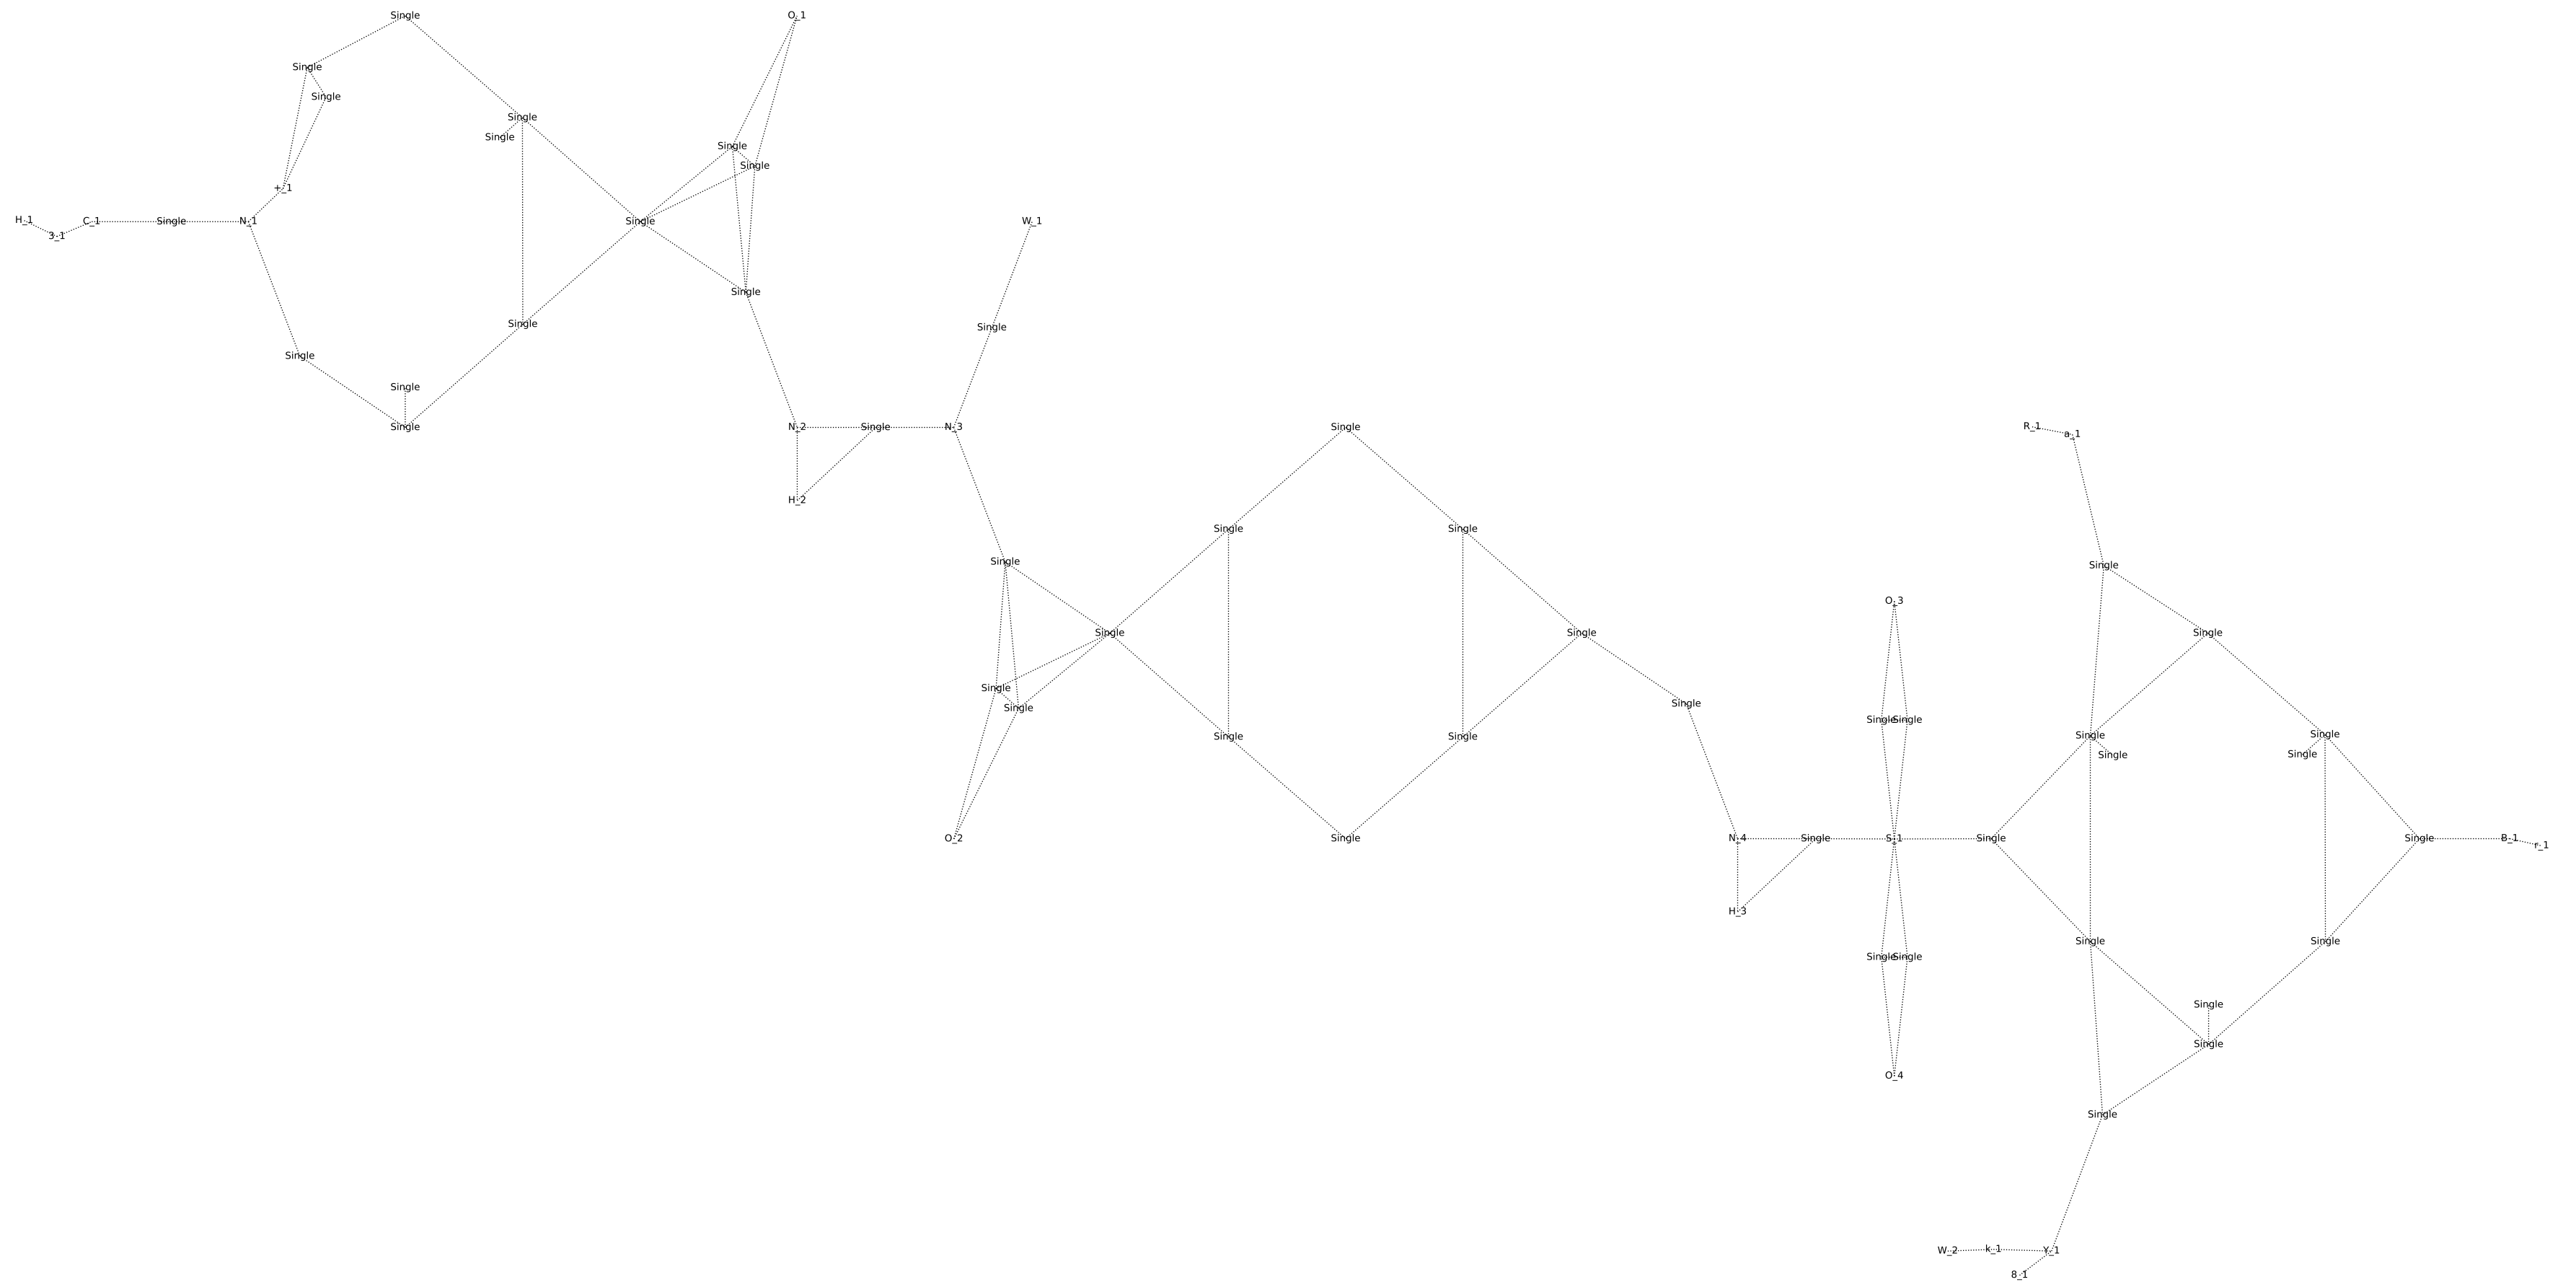 Single O_1
Single
Single
Single
Single
Single
Single
Single
+_1
H_1 C_1 Single N_1 Single W_1
3_1
Single
Single
Single
Single
Single
Single
N_2 Single N_3 Single R_1
a_1
H_2
Single Single
Single Single
O_3
Single Single Single
Single
Single
Single
Single Single
Single Single Single Single
Single Single
O_2 Single N_4 Single S_1 Single Single B_1
r_1
H_3
Single Single
Single Single
Single
Single
O_4
Single
W_2 k_1 Y_1
8_1